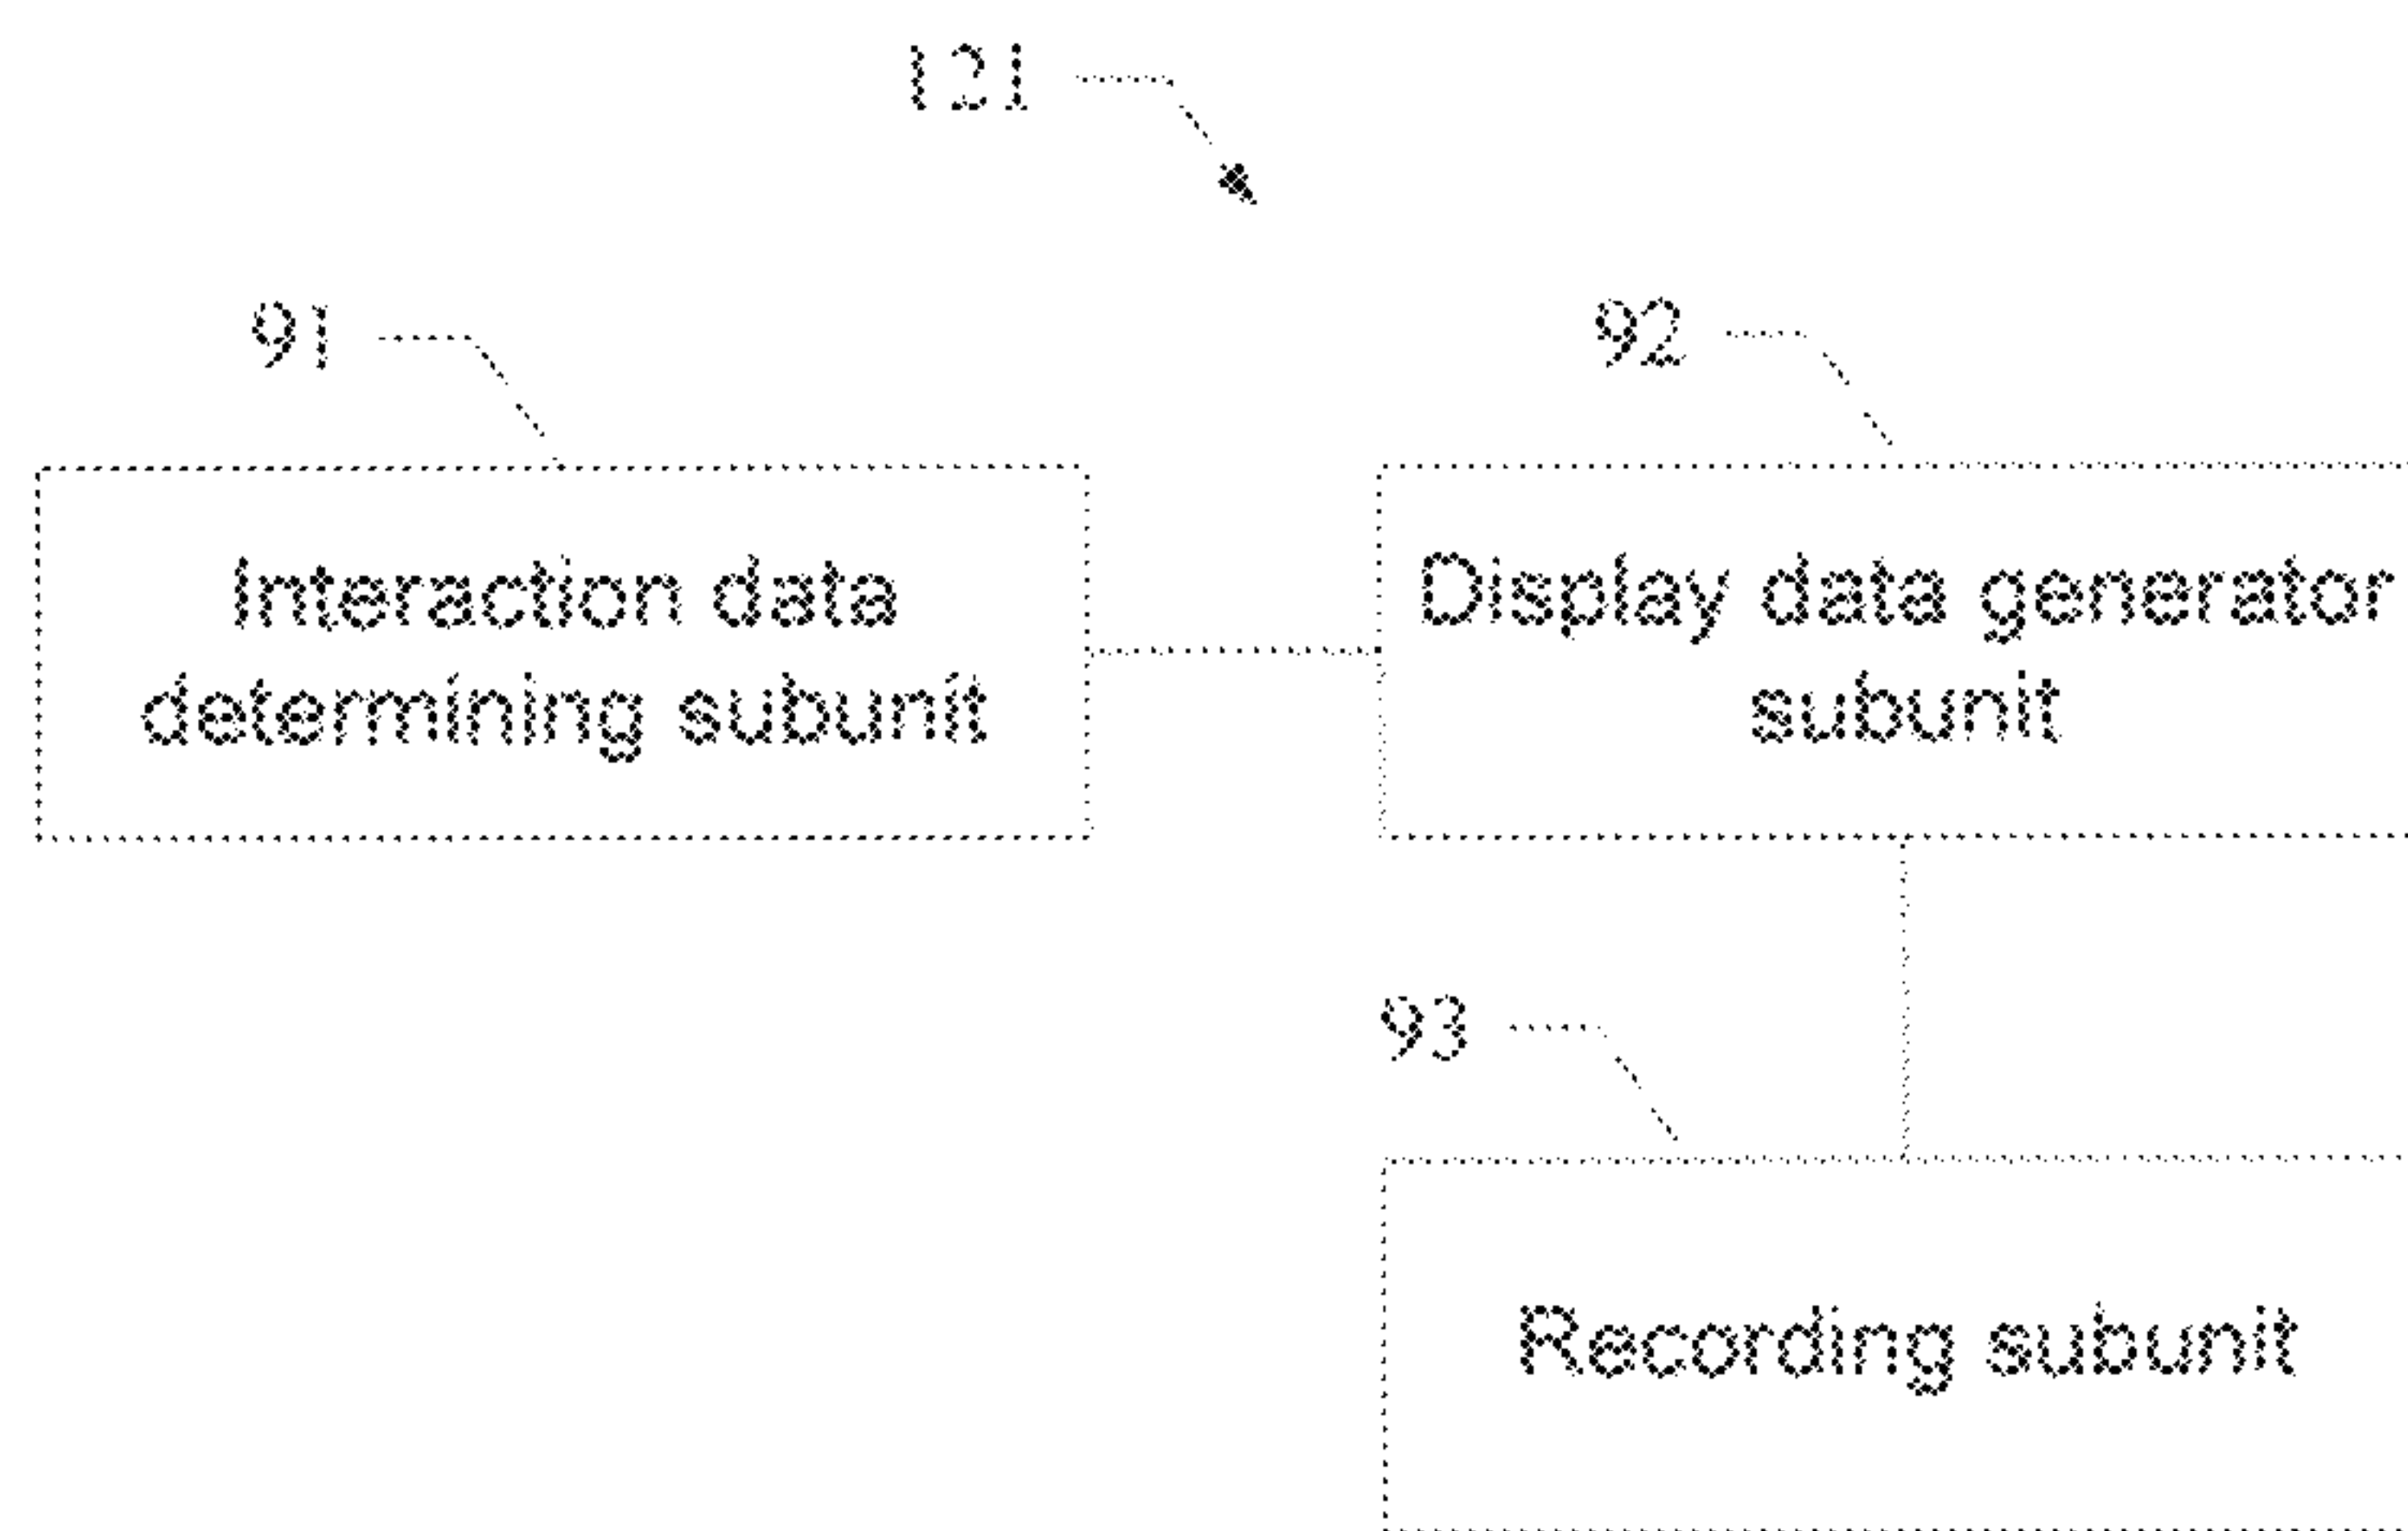 121
91
92
Interaction data
determining subunit
Display data generator
subunit
93
Recording subunit